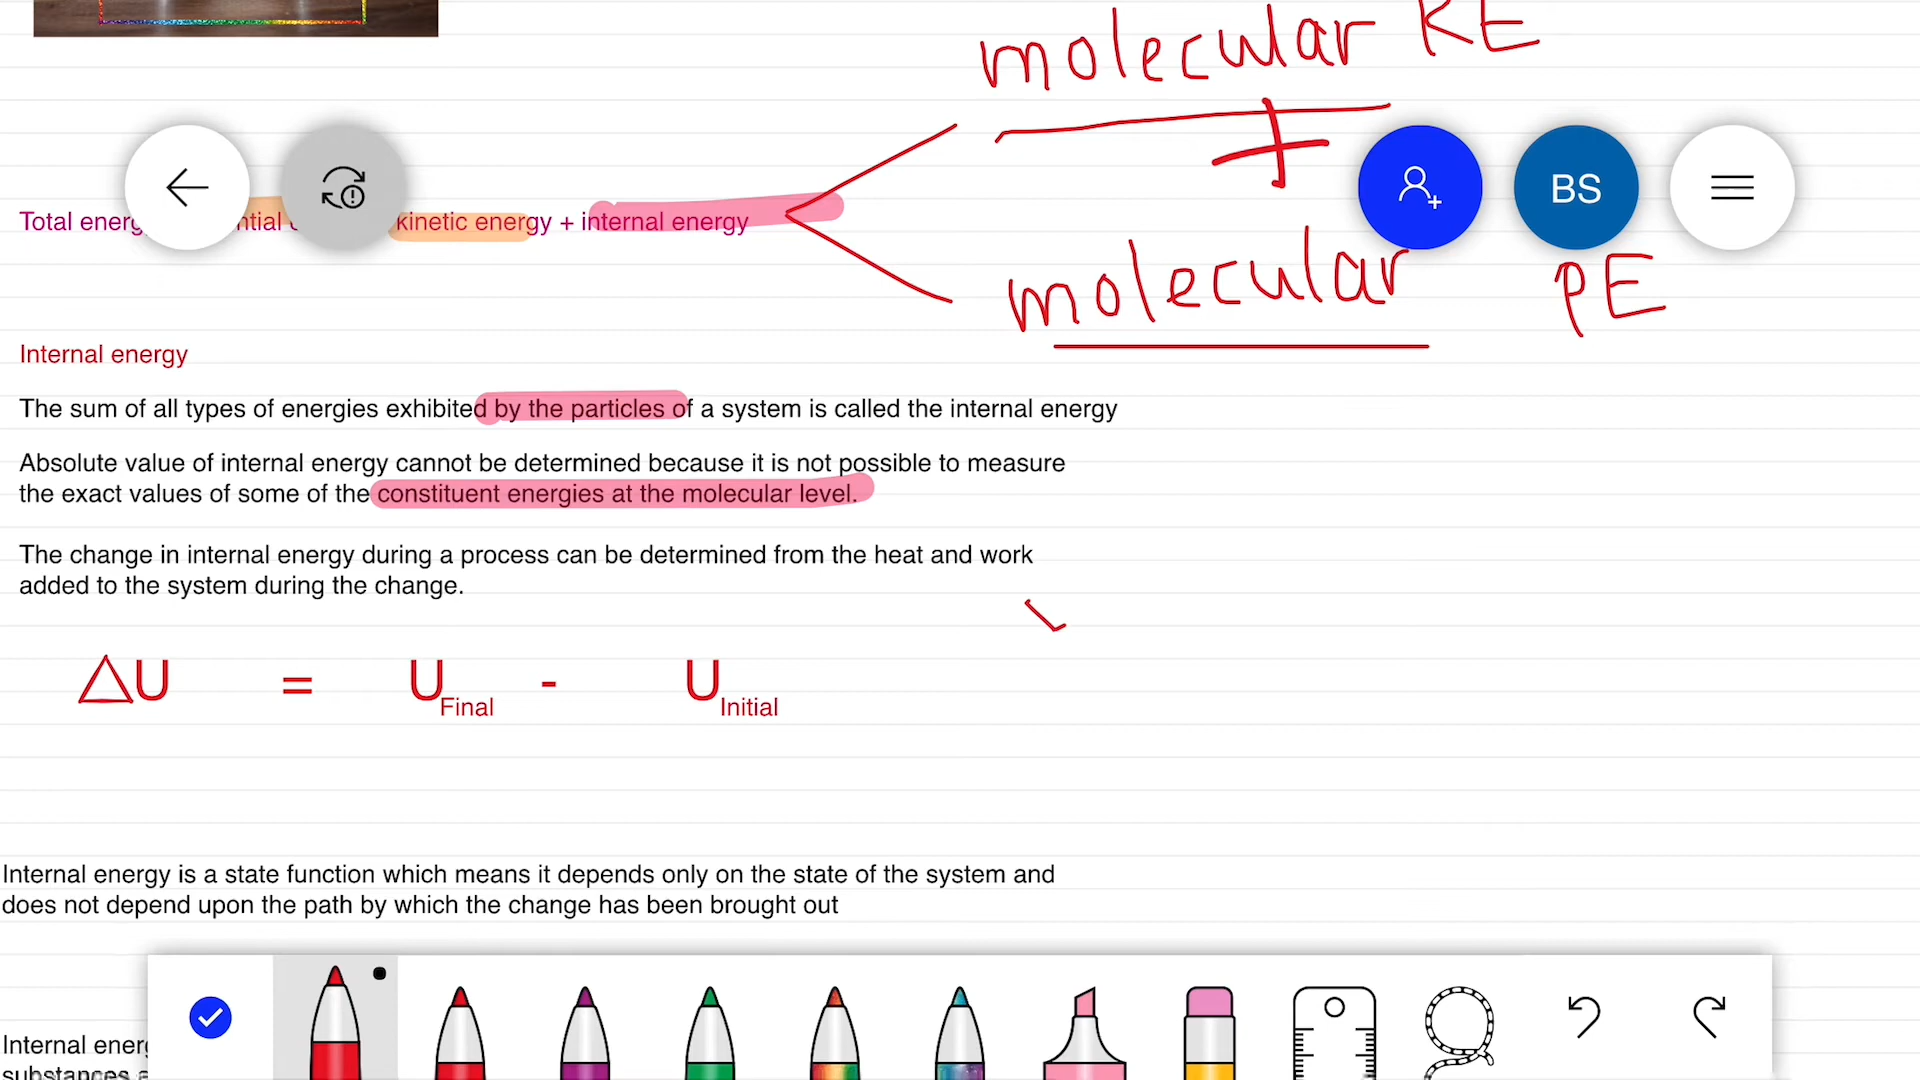 molecular KE
+
BS
Total energ ntial kinetic energy + internal energy
molecular PE
Internal energy
The sum of all types of energies exhibited by the particles of a system is called the internal energy
Absolute value of internal energy cannot be determined because it is not possible to measure
the exact values of some of the constituent energies at the molecular level.
The change in internal energy during a process can be determined from the heat and work
added to the system during the change.
△U = U Final - U Initial
Internal energy is a state function which means it depends only on the state of the system and
does not depend upon the path by which the change has been brought out
Internal ener
substances a